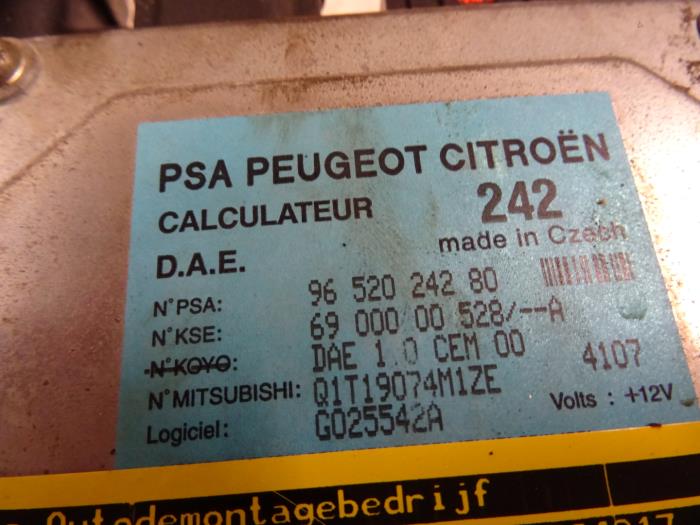 PSA PEUGEOT CITROËN
CALCULATEUR 242
made in Czech
D.A.E.
N°PSA: 96 520 242 80
N°KSE: 69 000 00 528/--A
N°KOYO: DAE 1.0 CEM 00 4107
N°MITSUBISHI: Q1T19074M1ZE
Volts : +12V
Logiciel: G025542A
Autodemontagebedrijf